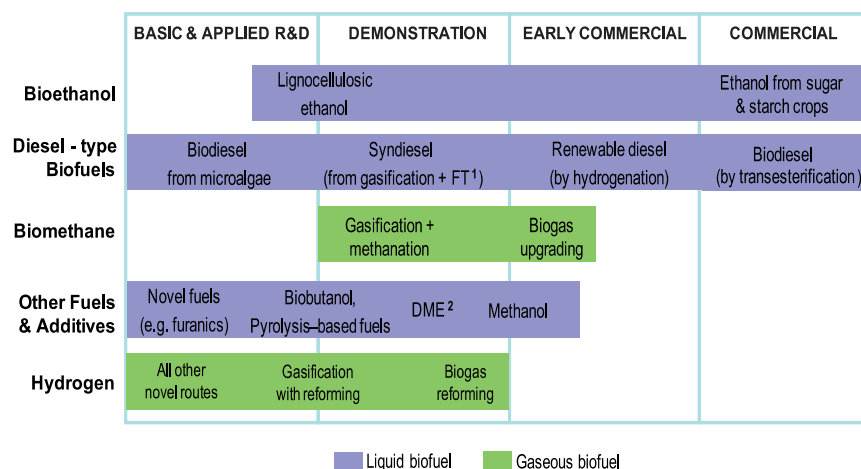 BASIC & APPLIED R&D DEMONSTRATION EARLY COMMERCIAL COMMERCIAL
Bioethanol
Lignocellulosic
ethanol
Ethanol from sugar
& starch crops
Diesel - type
Biofuels
Biodiesel
from microalgae
Syndiesel
(from gasification + FT¹)
Renewable diesel
(by hydrogenation)
Biodiesel
(by transesterification)
Biomethane
Gasification +
methanation
Biogas
upgrading
Other Fuels
& Additives
Novel fuels
(e.g. furanics)
Biobutanol,
Pyrolysis–based fuels
DME ²
Methanol
Hydrogen
All other
novel routes
Gasification
with reforming
Biogas
reforming
Liquid biofuel
Gaseous biofuel